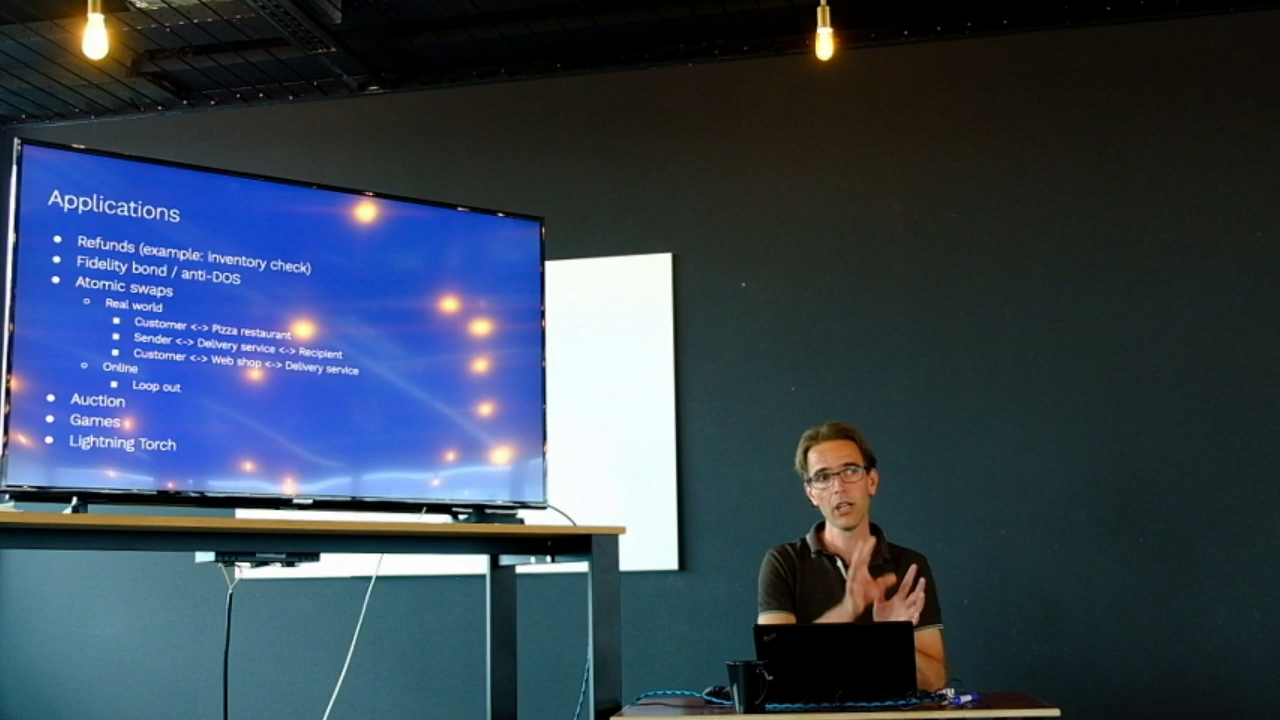 Applications
● Refunds (example: inventory check)
● Fidelity bond / anti-DOS
● Atomic swaps
○ Real world
■ Customer <-> Pizza restaurant
■ Sender <-> Delivery service <-> Recipient
■ Customer <-> Web shop <-> Delivery service
○ Online
■ Loop out
● Auction
● Games
● Lightning Torch